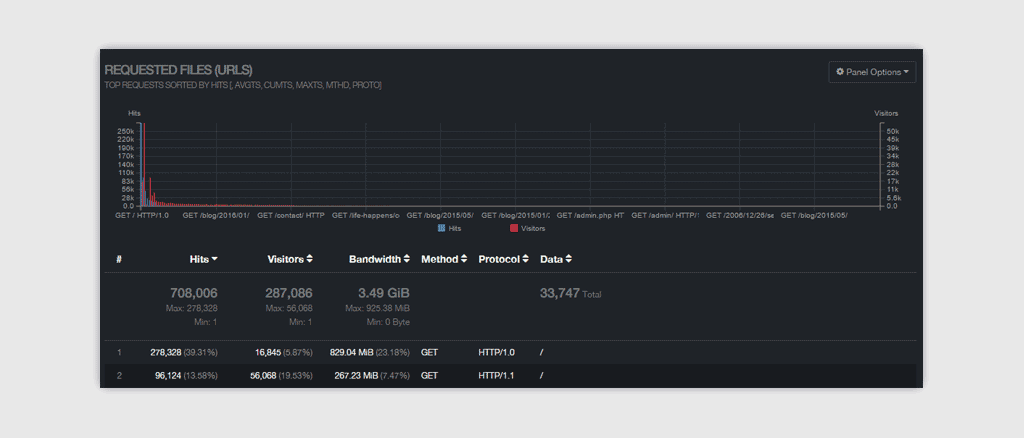 REQUESTED FILES (URLS)
TOP REQUESTS SORTED BY HITS [, AVGTS, CUMTS, MAXTS, MTHD, PROTO]
Panel Options
Hits Visitors
250k 50k
220k 45k
190k 39k
170k 34k
140k 28k
110k 22k
83k 17k
56k 11k
28k 5.6k
0.0 0.0
GET / HTTP/1.0 GET /blog/2016/01/ GET /contact/ HTTP GET /life-happens/o GET /blog/2015/05/ GET /blog/2015/01/2 GET /admin.php HT GET /admin/ HTTP/1 GET /2006/12/26/se GET /blog/2015/05/
Hits Visitors
# Hits Visitors Bandwidth Method Protocol Data
708,006 287,086 3.49 GiB 33,747 Total
Max: 278,328 Max: 56,068 Max: 925.38 MiB
Min: 1 Min: 1 Min: 0 Byte
1 278,328 (39.31%) 16,845 (5.87%) 829.04 MiB (23.18%) GET HTTP/1.0 /
2 96,124 (13.58%) 56,068 (19.53%) 267.23 MiB (7.47%) GET HTTP/1.1 /